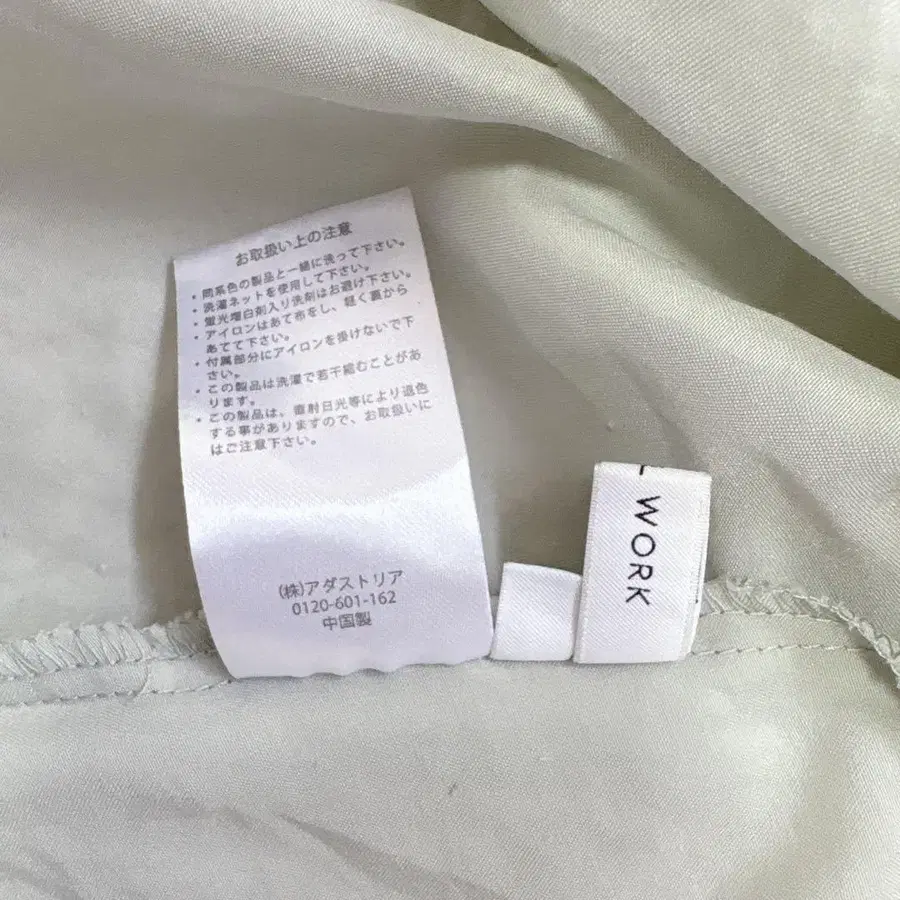 お取扱い上の注意
・同系色の製品と一緒に洗って下さい。
・洗濯ネットを使用して下さい。
・蛍光増白剤入り洗剤はお避け下さい。
・アイロンはあて布をし、軽く裏から
あてて下さい。
・付属部分にアイロンを掛けないで下
さい。
・この製品は洗濯で若干縮むことがあ
ります。
・この製品は、直射日光等により退色
する事がありますので、お取扱いに
はご注意下さい。
(株)アダストリア
0120-601-162
中国製
WORK